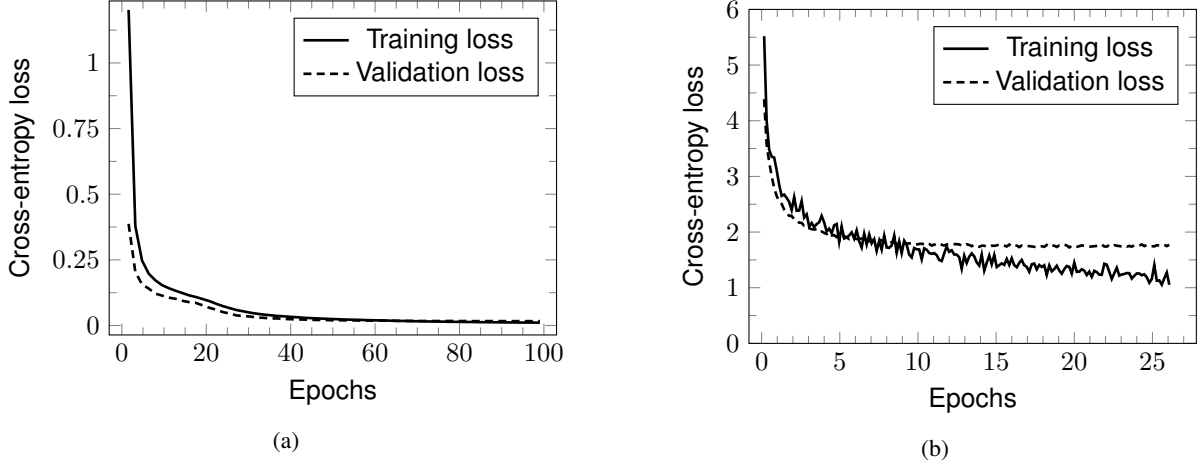 Cross-entropy loss
1
0.75
0.5
0.25
0
Training loss
Validation loss
0 20 40 60 80 100
Epochs
(a)
Cross-entropy loss
6
5
4
3
2
1
0
Training loss
Validation loss
0 5 10 15 20 25
Epochs
(b)